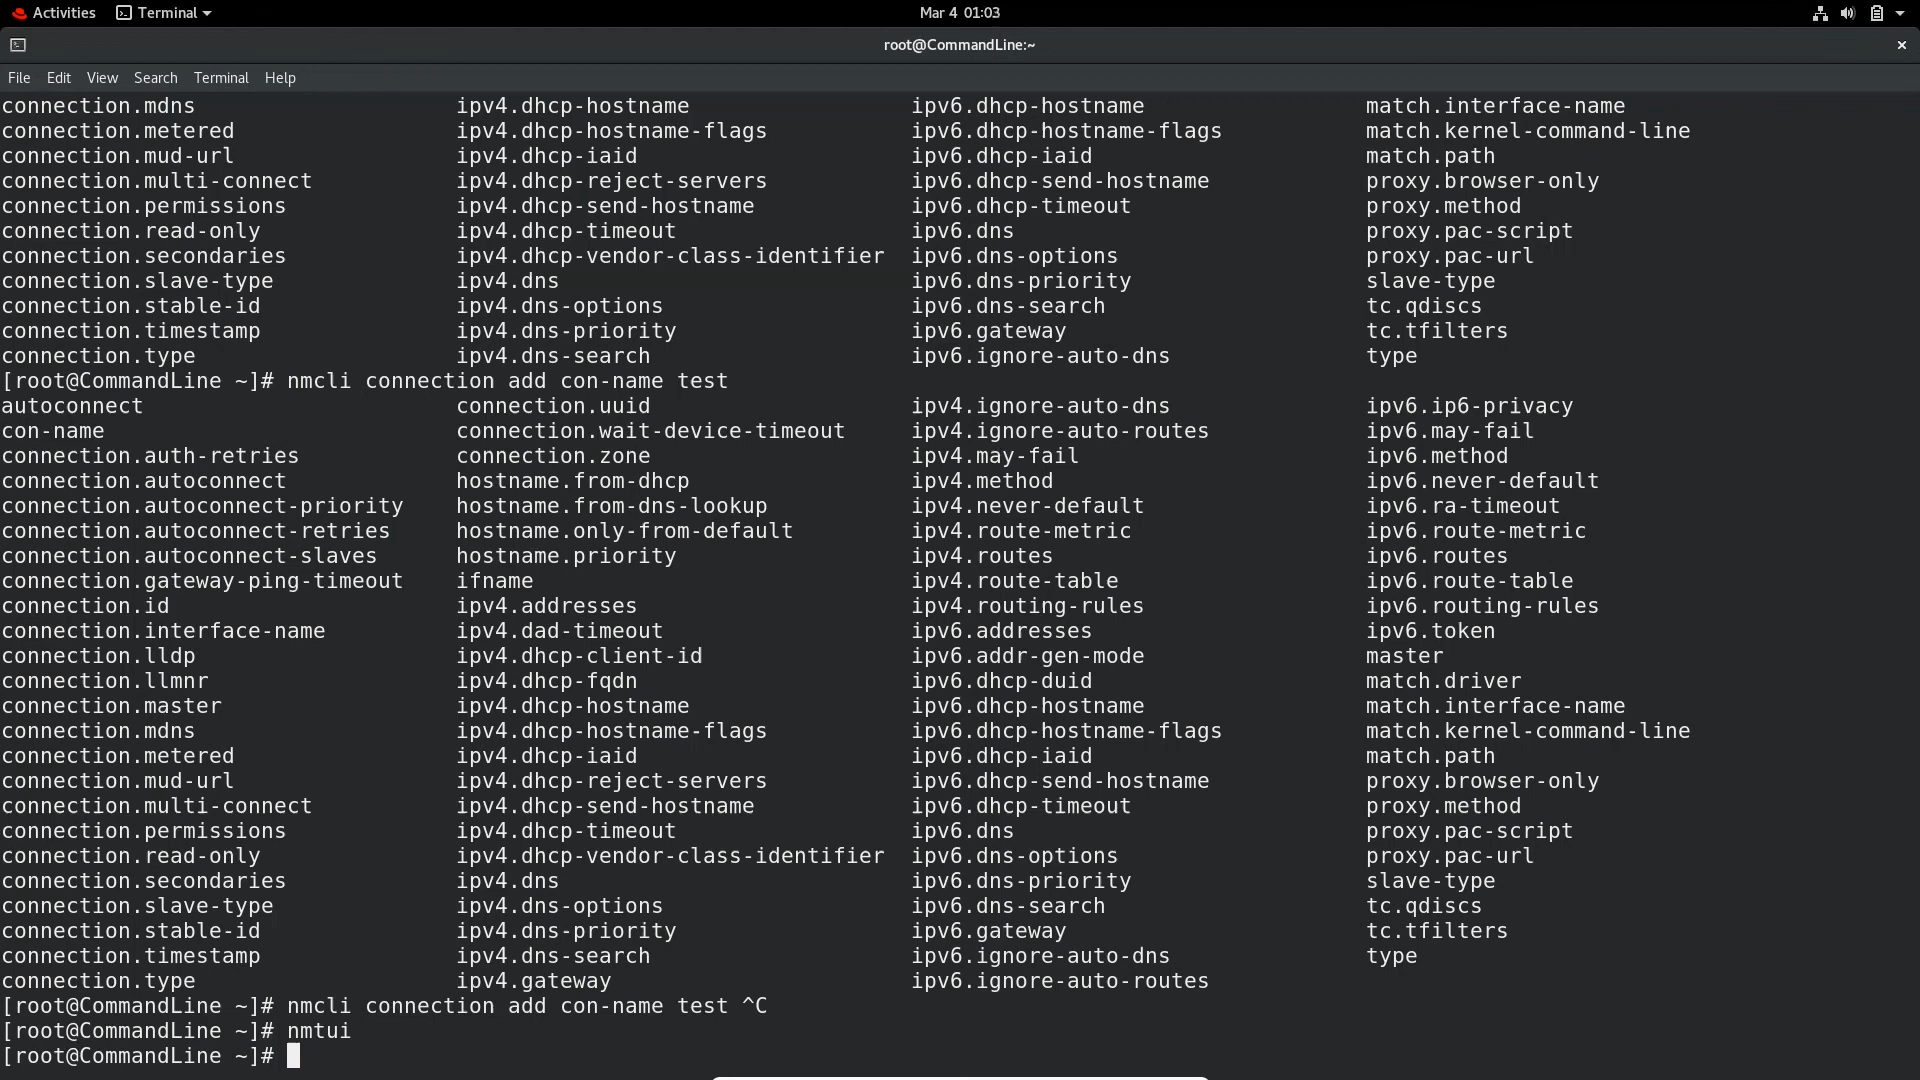 Activities Terminal Mar 4 01:03
root@CommandLine:~ ×
File Edit View Search Terminal Help
connection.mdns ipv4.dhcp-hostname ipv6.dhcp-hostname match.interface-name
connection.metered ipv4.dhcp-hostname-flags ipv6.dhcp-hostname-flags match.kernel-command-line
connection.mud-url ipv4.dhcp-iaid ipv6.dhcp-iaid match.path
connection.multi-connect ipv4.dhcp-reject-servers ipv6.dhcp-send-hostname proxy.browser-only
connection.permissions ipv4.dhcp-send-hostname ipv6.dhcp-timeout proxy.method
connection.read-only ipv4.dhcp-timeout ipv6.dns proxy.pac-script
connection.secondaries ipv4.dhcp-vendor-class-identifier ipv6.dns-options proxy.pac-url
connection.slave-type ipv4.dns ipv6.dns-priority slave-type
connection.stable-id ipv4.dns-options ipv6.dns-search tc.qdiscs
connection.timestamp ipv4.dns-priority ipv6.gateway tc.tfilters
connection.type ipv4.dns-search ipv6.ignore-auto-dns type
[root@CommandLine ~]# nmcli connection add con-name test
autoconnect connection.uuid ipv4.ignore-auto-dns ipv6.ip6-privacy
con-name connection.wait-device-timeout ipv4.ignore-auto-routes ipv6.may-fail
connection.auth-retries connection.zone ipv4.may-fail ipv6.method
connection.autoconnect hostname.from-dhcp ipv4.method ipv6.never-default
connection.autoconnect-priority hostname.from-dns-lookup ipv4.never-default ipv6.ra-timeout
connection.autoconnect-retries hostname.only-from-default ipv4.route-metric ipv6.route-metric
connection.autoconnect-slaves hostname.priority ipv4.routes ipv6.routes
connection.gateway-ping-timeout ifname ipv4.route-table ipv6.route-table
connection.id ipv4.addresses ipv4.routing-rules ipv6.routing-rules
connection.interface-name ipv4.dad-timeout ipv6.addresses ipv6.token
connection.lldp ipv4.dhcp-client-id ipv6.addr-gen-mode master
connection.llmnr ipv4.dhcp-fqdn ipv6.dhcp-duid match.driver
connection.master ipv4.dhcp-hostname ipv6.dhcp-hostname match.interface-name
connection.mdns ipv4.dhcp-hostname-flags ipv6.dhcp-hostname-flags match.kernel-command-line
connection.metered ipv4.dhcp-iaid ipv6.dhcp-iaid match.path
connection.mud-url ipv4.dhcp-reject-servers ipv6.dhcp-send-hostname proxy.browser-only
connection.multi-connect ipv4.dhcp-send-hostname ipv6.dhcp-timeout proxy.method
connection.permissions ipv4.dhcp-timeout ipv6.dns proxy.pac-script
connection.read-only ipv4.dhcp-vendor-class-identifier ipv6.dns-options proxy.pac-url
connection.secondaries ipv4.dns ipv6.dns-priority slave-type
connection.slave-type ipv4.dns-options ipv6.dns-search tc.qdiscs
connection.stable-id ipv4.dns-priority ipv6.gateway tc.tfilters
connection.timestamp ipv4.dns-search ipv6.ignore-auto-dns type
connection.type ipv4.gateway ipv6.ignore-auto-routes
[root@CommandLine ~]# nmcli connection add con-name test ^C
[root@CommandLine ~]# nmtui
[root@CommandLine ~]#